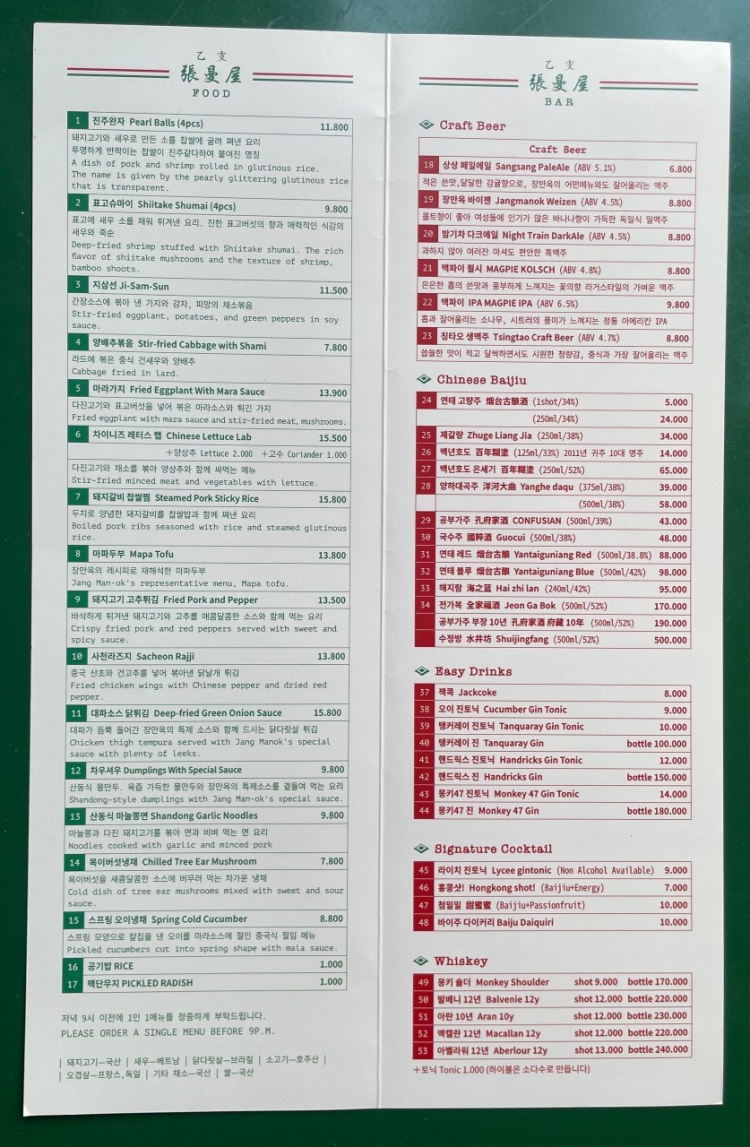 乙支
張曼屋
FOOD
1 진주완자 Pearl Balls (4pcs) 11.800
돼지고기와 새우로 만든 소를 찹쌀에 굴려 쪄낸 요리
투명하게 반짝이는 찹쌀이 진주같다하여 붙여진 명칭
A dish of pork and shrimp rolled in glutinous rice.
The name is given by the pearly glittering glutinous rice
that is transparent.
2 표고슈마이 Shiitake Shumai (4pcs) 9.800
표고에 새우 소를 채워 튀겨낸 요리. 진한 표고버섯의 향과 매력적인 식감의
새우와 죽순
Deep-fried shrimp stuffed with Shiitake shumai. The rich
flavor of shiitake mushrooms and the texture of shrimp,
bamboo shoots.
3 지삼선 Ji-Sam-Sun 11.500
간장소스에 볶아 낸 가지와 감자, 피망의 채소볶음
Stir-fried eggplant, potatoes, and green peppers in soy
sauce.
4 양배추볶음 Stir-fried Cabbage with Shami 7.800
라드에 볶은 중식 건새우와 양배추
Cabbage fried in lard.
5 마라가지 Fried Eggplant With Mara Sauce 13.900
다진고기와 표고버섯을 넣어 볶은 마라소스와 튀긴 가지
Fried eggplant with mara sauce and stir-fried meat, mushrooms.
6 차이니즈 레터스 랩 Chinese Lettuce Lab 15.500
+양상추 Lettuce 2.000 +고수 Coriander 1.000
다진고기와 채소를 볶아 양상추와 함께 싸먹는 메뉴
Stir-fried minced meat and vegetables with lettuce.
7 돼지갈비 찹쌀찜 Steamed Pork Sticky Rice 15.800
두치로 양념한 돼지갈비를 찹쌀밥과 함께 쪄낸 요리
Boiled pork ribs seasoned with rice and steamed glutinous
rice.
8 마파두부 Mapa Tofu 13.800
장만옥의 레시피로 재해석한 마파두부
Jang Man-ok's representative menu, Mapa tofu.
9 돼지고기 고추튀김 Fried Pork and Pepper 13.500
바삭하게 튀겨낸 돼지고기와 고추를 매콤달콤한 소스와 함께 먹는 요리
Crispy fried pork and red peppers served with sweet and
spicy sauce.
10 사천라즈지 Sacheon Rajji 13.800
중국 산초와 건고추를 넣어 볶아낸 닭날개 튀김
Fried chicken wings with Chinese pepper and dried red
pepper.
11 대파소스 닭튀김 Deep-fried Green Onion Sauce 15.800
대파가 듬뿍 들어간 장만옥의 특제 소스와 함께 드시는 닭다릿살 튀김
Chicken thigh tempura served with Jang Manok's special
sauce with plenty of leeks.
12 차우셔우 Dumplings With Special Sauce 9.800
산동식 물만두. 육즙 가득한 물만두와 장만옥의 특제소스를 곁들여 먹는 요리
Shandong-style dumplings with Jang Man-ok's special sauce.
13 산동식 마늘쫑면 Shandong Garlic Noodles 9.800
마늘쫑과 다진 돼지고기를 볶아 면과 비벼 먹는 면 요리
Noodles cooked with garlic and minced pork
14 목이버섯냉채 Chilled Tree Ear Mushroom 7.800
목이버섯을 새콤달콤한 소스에 버무려 먹는 차가운 냉채
Cold dish of tree ear mushrooms mixed with sweet and sour
sauce.
15 스프링 오이냉채 Spring Cold Cucumber 8.800
스프링 모양으로 칼집을 낸 오이를 마라소스에 절인 중국식 절임 메뉴
Pickled cucumbers cut into spring shape with mala sauce.
16 공기밥 RICE 1.000
17 짹단무지 PICKLED RADISH 1.000
저녁 9시 이전에 1인 1메뉴를 정중하게 부탁드립니다.
PLEASE ORDER A SINGLE MENU BEFORE 9P.M.
| 돼지고기—국산 | 새우—베트남 | 닭다릿살—브라질 | 소고기—호주산 |
| 오겹살—프랑스,독일 | 기타 채소—국산 | 쌀—국산
乙支
張曼屋
BAR
Craft Beer
Craft Beer
18 상상 페일에일 Sangsang PaleAle (ABV 5.1%) 6.800
적은 쓴맛,달달한 감귤향으로, 장만옥의 어떤메뉴와도 잘어울리는 맥주
19 장만옥 바이젠 Jangmanok Weizen (ABV 4.5%) 8.800
몰트향이 좋아 여성들에 인기가 많은 바나나향이 가득한 독일식 밀맥주
20 밤기차 다크에일 Night Train DarkAle (ABV 4.5%) 8.800
과하지 않아 여러잔 마셔도 편안한 흑맥주
21 맥파이 퀼시 MAGPIE KOLSCH (ABV 4.8%) 8.800
은은한 홉의 쓴맛과 풍부하게 느껴지는 꽃의향 라거스타일의 가벼운 맥주
22 맥파이 IPA MAGPIE IPA (ABV 6.5%) 9.800
홉과 잘어울리는 소나무, 시트러의 풍미가 느껴지는 정통 아메리칸 IPA
23 칭타오 생맥주 Tsingtao Craft Beer (ABV 4.7%) 8.800
씁쓸한 맛이 적고 달싹하면서도 시원한 청량감, 중식과 가장 잘어울리는 맥주
Chinese Baijiu
24 연태 고량주 烟台古釀酒 (1shot/34%) 5.000
(250ml/34%) 24.000
25 제갈량 Zhuge Liang Jia (250ml/38%) 34.000
26 백년호도 百年糊塗 (125ml/33%) 2011년 귀주 10대 명주 14.000
27 백년호도 은세기 百年糊塗 (250ml/52%) 65.000
28 양하대곡주 洋河大曲 Yanghe daqu (375ml/38%) 39.000
(500ml/38%) 58.000
29 공부가주 孔府家酒 CONFUSIAN (500ml/39%) 43.000
30 국수주 國粹酒 Guocui (500ml/38%) 48.000
31 연태 레드 烟台古釀 Yantaiguniang Red (500ml/38.8%) 88.000
32 연태 블루 烟台古釀 Yantaiguniang Blue (500ml/42%) 98.000
33 해지람 海之蓝 Hai zhi lan (240ml/42%) 95.000
34 전가복 全家福酒 Jeon Ga Bok (500ml/52%) 170.000
공부가주 부장 10년 孔府家酒 府藏 10年 (500ml/52%) 190.000
수정방 水井坊 Shuijingfang (500ml/52%) 500.000
Easy Drinks
37 잭콕 Jackcoke 8.000
38 오이 진토닉 Cucumber Gin Tonic 9.000
39 탱커레이 진토닉 Tanquaray Gin Tonic 10.000
40 탱커레이 진 Tanquaray Gin bottle 100.000
41 핸드릭스 진토닉 Handricks Gin Tonic 12.000
42 핸드릭스 진 Handricks Gin bottle 150.000
43 몽키47 진토닉 Monkey 47 Gin Tonic 14.000
44 몽키47 진 Monkey 47 Gin bottle 180.000
Signature Cocktail
45 라이치 진토닉 Lycee gintonic (Non Alcohol Available) 9.000
46 홍콩샷! Hongkong shot! (Baijiu+Energy) 7.000
47 첨밀밀 甜蜜蜜 (Baijiu+Passionfruit) 10.000
48 바이주 다이커리 Baiju Daiquiri 10.000
Whiskey
49 몽키 숄더 Monkey Shoulder shot 9.000 bottle 170.000
50 발베니 12년 Balvenie 12y shot 12.000 bottle 220.000
51 아란 10년 Aran 10y shot 12.000 bottle 230.000
52 맥캘란 12년 Macallan 12y shot 12.000 bottle 220.000
53 아벨라워 12년 Aberlour 12y shot 13.000 bottle 240.000
+토닉 Tonic 1.000 (하이볼은 소다수로 만듭니다)